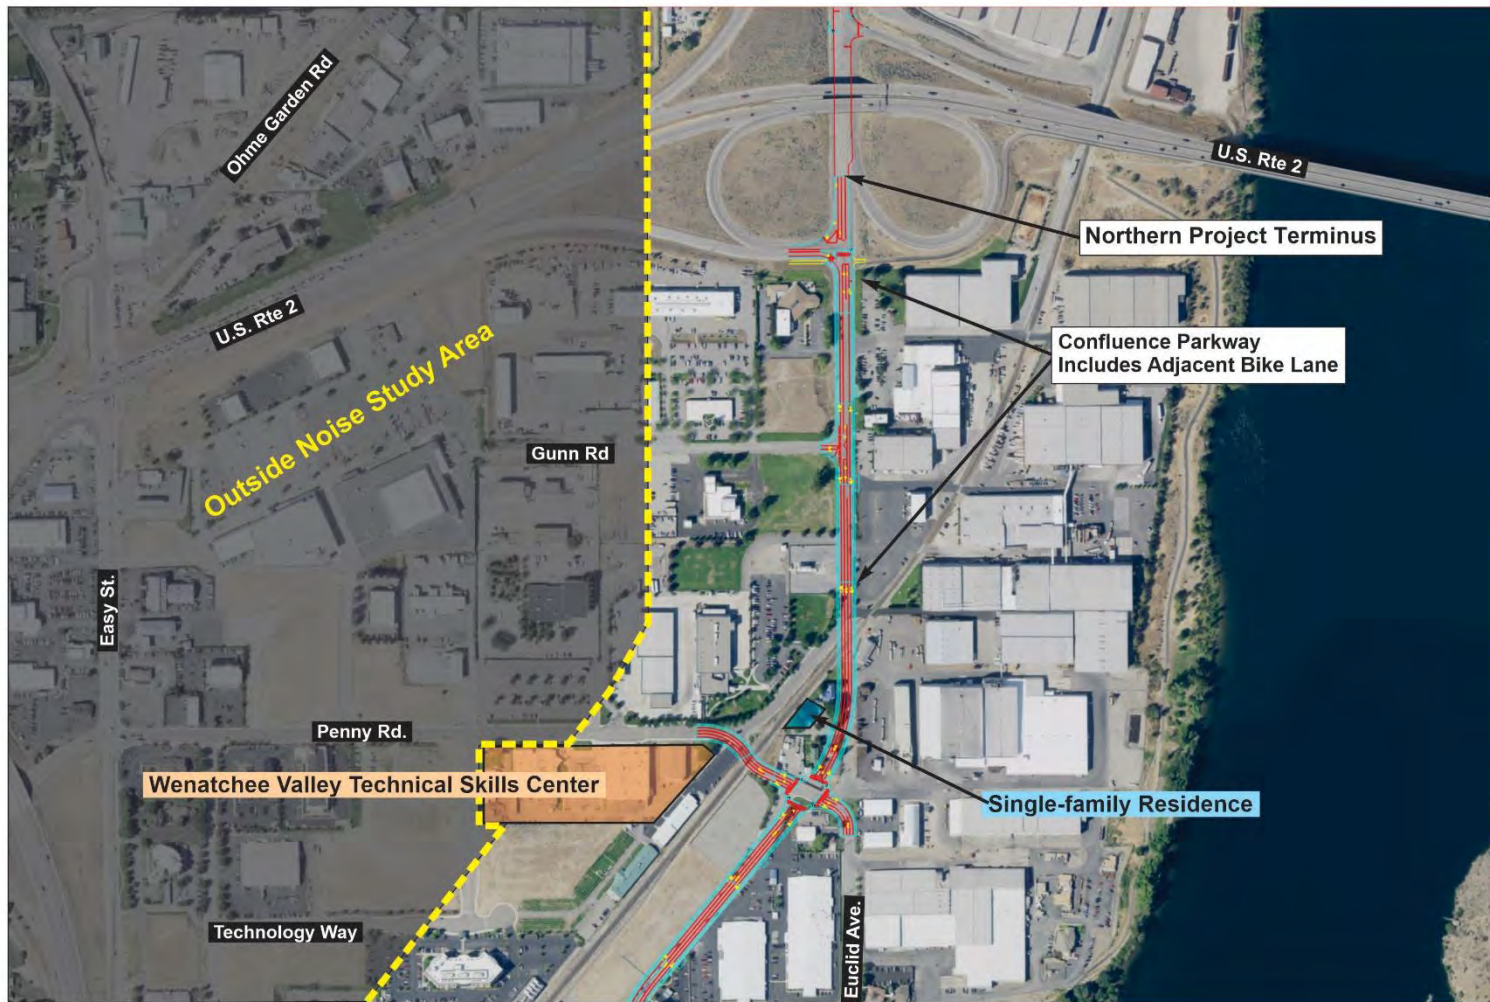 Ohme Garden Rd
U.S. Rte 2
Northern Project Terminus
U.S. Rte 2
Outside Noise Study Area
Confluence Parkway
Includes Adjacent Bike Lane
Gunn Rd
Easy St.
Penny Rd.
Wenatchee Valley Technical Skills Center
Single-family Residence
Technology Way
Euclid Ave.